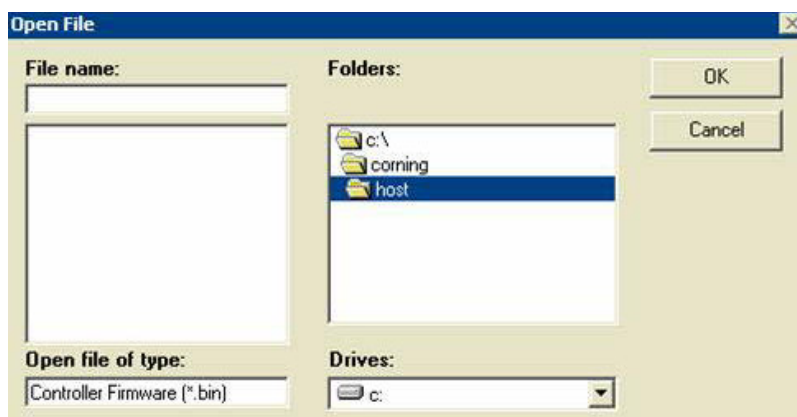 Open File
File name:
Folders:
OK
Cancel
c:\
corning
host
Open file of type:
Controller Firmware (*.bin)
Drives:
c: